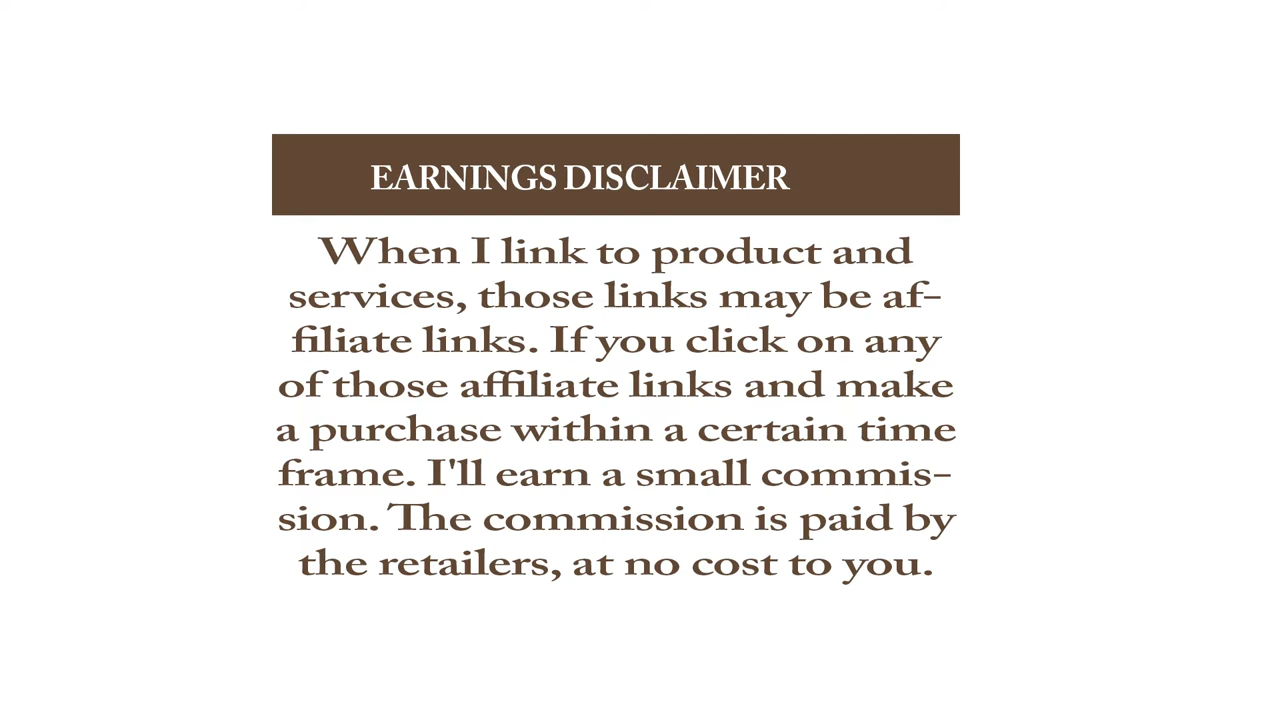 EARNINGS DISCLAIMER
When I link to product and
services, those links may be af-
filiate links. If you click on any
of those affiliate links and make
a purchase within a certain time
frame. I'll earn a small commis-
sion. The commission is paid by
the retailers, at no cost to you.